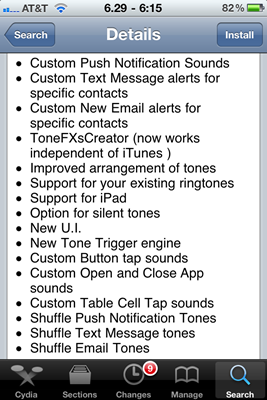 AT&T 6.29 - 6:15 82%
Search Details Install
• Custom Push Notification Sounds
• Custom Text Message alerts for
specific contacts
• Custom New Email alerts for
specific contacts
• ToneFXsCreator (now works
independent of iTunes )
• Improved arrangement of tones
• Support for your existing ringtones
• Support for iPad
• Option for silent tones
• New U.I.
• New Tone Trigger engine
• Custom Button tap sounds
• Custom Open and Close App
sounds
• Custom Table Cell Tap sounds
• Shuffle Push Notification Tones
• Shuffle Text Message tones
• Shuffle Email Tones
9
Cydia Sections Changes Manage Search